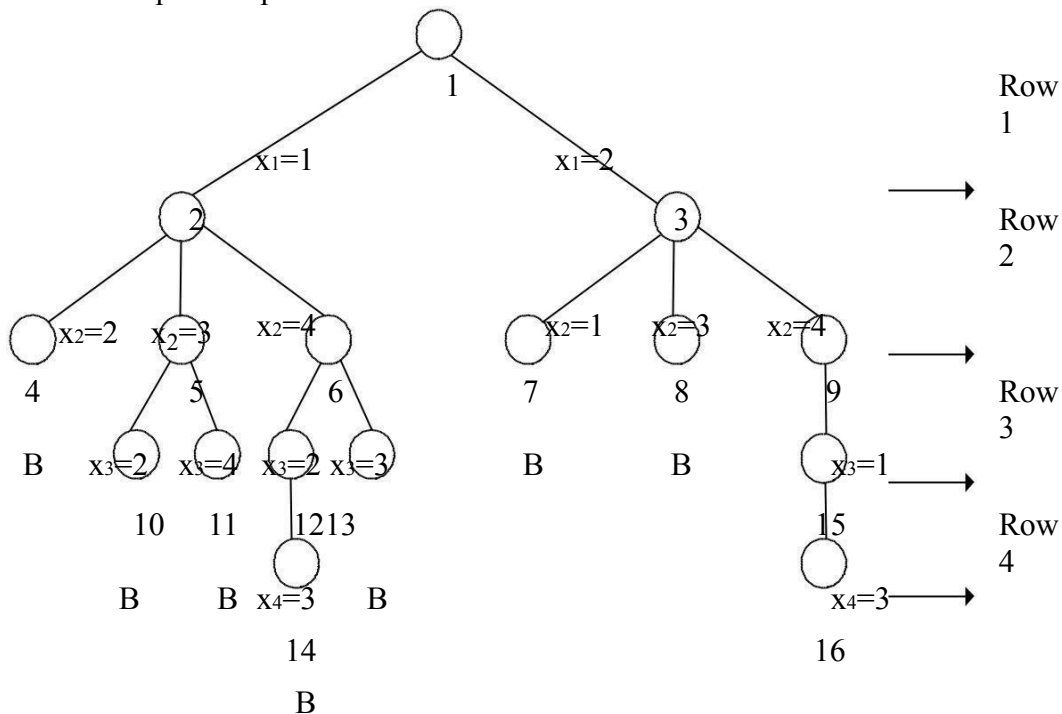 1
Row
1
x₁=1 x₁=2
2 3
Row
2
x₂=2 x₂=3 x₂=4 x₂=1 x₂=3 x₂=4
4 5 6 7 8 9
Row
3
B x₃=2 x₃=4 x₃=2 x₃=3 B B x₃=1
10 11 1213 15
Row
4
B B x₄=3 B x₄=3
14 16
B